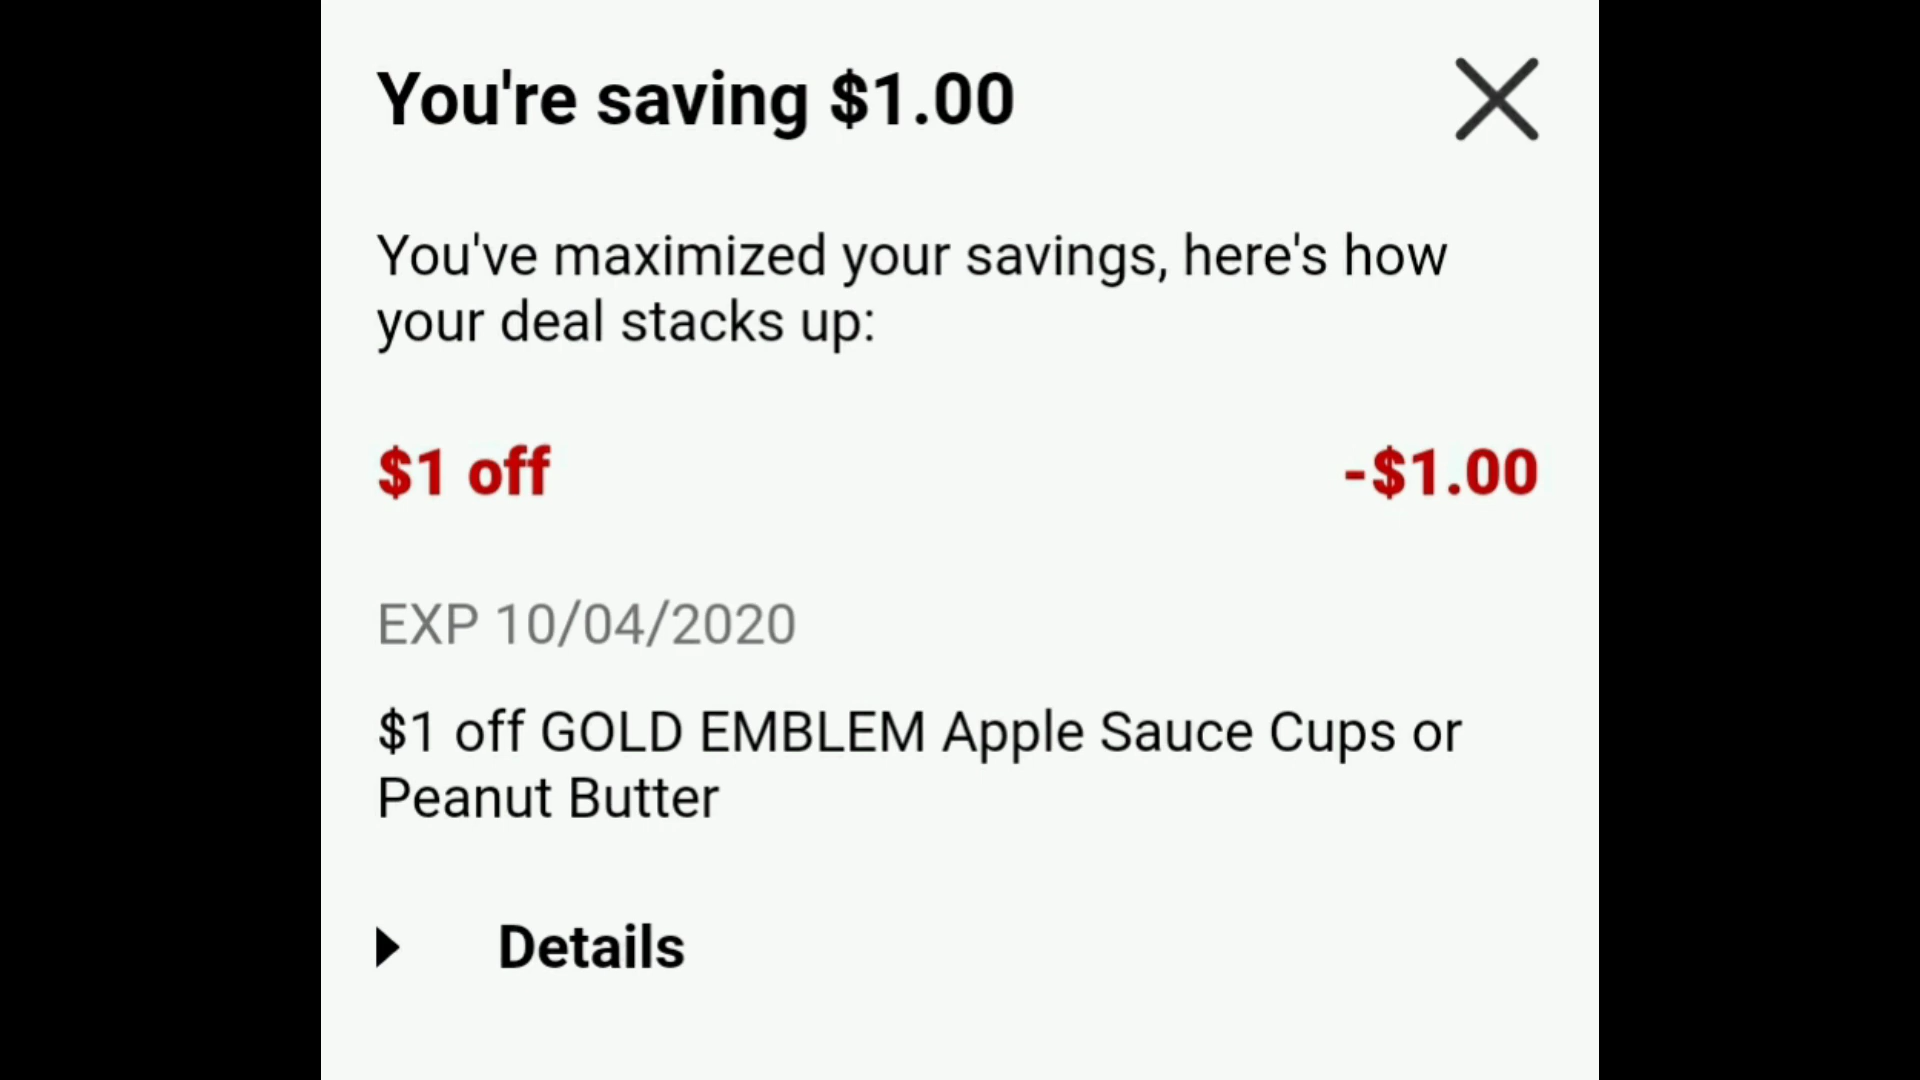 You're saving $1.00
You've maximized your savings, here's how
your deal stacks up:
$1 off
-$1.00
EXP 10/04/2020
$1 off GOLD EMBLEM Apple Sauce Cups or
Peanut Butter
Details